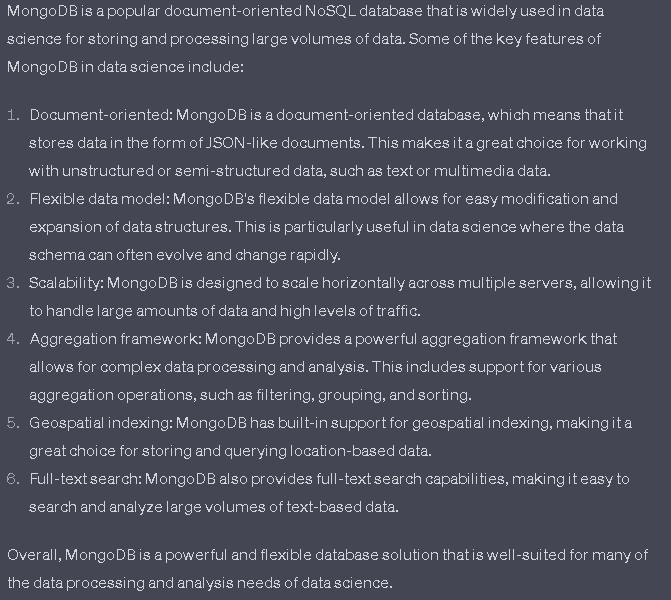 MongoDB is a popular document-oriented NoSQL database that is widely used in data
science for storing and processing large volumes of data. Some of the key features of
MongoDB in data science include:
1. Document-oriented: MongoDB is a document-oriented database, which means that it
stores data in the form of JSON-like documents. This makes it a great choice for working
with unstructured or semi-structured data, such as text or multimedia data.
2. Flexible data model: MongoDB's flexible data model allows for easy modification and
expansion of data structures. This is particularly useful in data science where the data
schema can often evolve and change rapidly.
3. Scalability: MongoDB is designed to scale horizontally across multiple servers, allowing it
to handle large amounts of data and high levels of traffic.
4. Aggregation framework: MongoDB provides a powerful aggregation framework that
allows for complex data processing and analysis. This includes support for various
aggregation operations, such as filtering, grouping, and sorting.
5. Geospatial indexing: MongoDB has built-in support for geospatial indexing, making it a
great choice for storing and querying location-based data.
6. Full-text search: MongoDB also provides full-text search capabilities, making it easy to
search and analyze large volumes of text-based data.
Overall, MongoDB is a powerful and flexible database solution that is well-suited for many of
the data processing and analysis needs of data science.